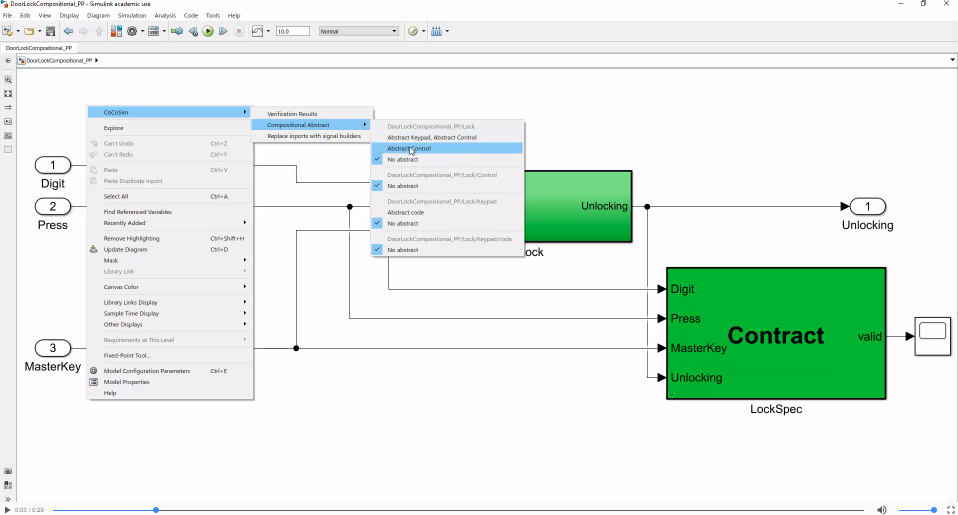 DoorLockCompositional_PP - Simulink academic use
File Edit View Display Diagram Simulation Analysis Code Tools Help
10.0 Normal
DoorLockCompositional_PP
DoorLockCompositional_PP
CoCoSim
Explore
Can't Undo Ctrl+Z
Can't Redo Ctrl+Y
Paste Ctrl+V
Paste Duplicate Inport
Select All Ctrl+A
Find Referenced Variables
Recently Added
Remove Highlighting Ctrl+Shift+H
Update Diagram Ctrl+D
Mask
Library Link
Canvas Color
Library Links Display
Sample Time Display
Other Displays
Requirements at This Level
Fixed-Point Tool...
Model Configuration Parameters Ctrl+E
Model Properties
Help
Verification Results
Compositional Abstract
Replace inports with signal builders
DoorLockCompositional_PP/Lock
Abstract Keypad, Abstract Control
Abstract Control
No abstract
DoorLockCompositional_PP/Lock/Control
No abstract
DoorLockCompositional_PP/Lock/Keypad
Abstract code
No abstract
DoorLockCompositional_PP/Lock/Keypad/code
No abstract
1
Digit
2
Press
3
MasterKey
Unlocking
ock
1
Unlocking
Digit
Press
MasterKey
Unlocking
Contract
valid
LockSpec
0:03 / 0:29